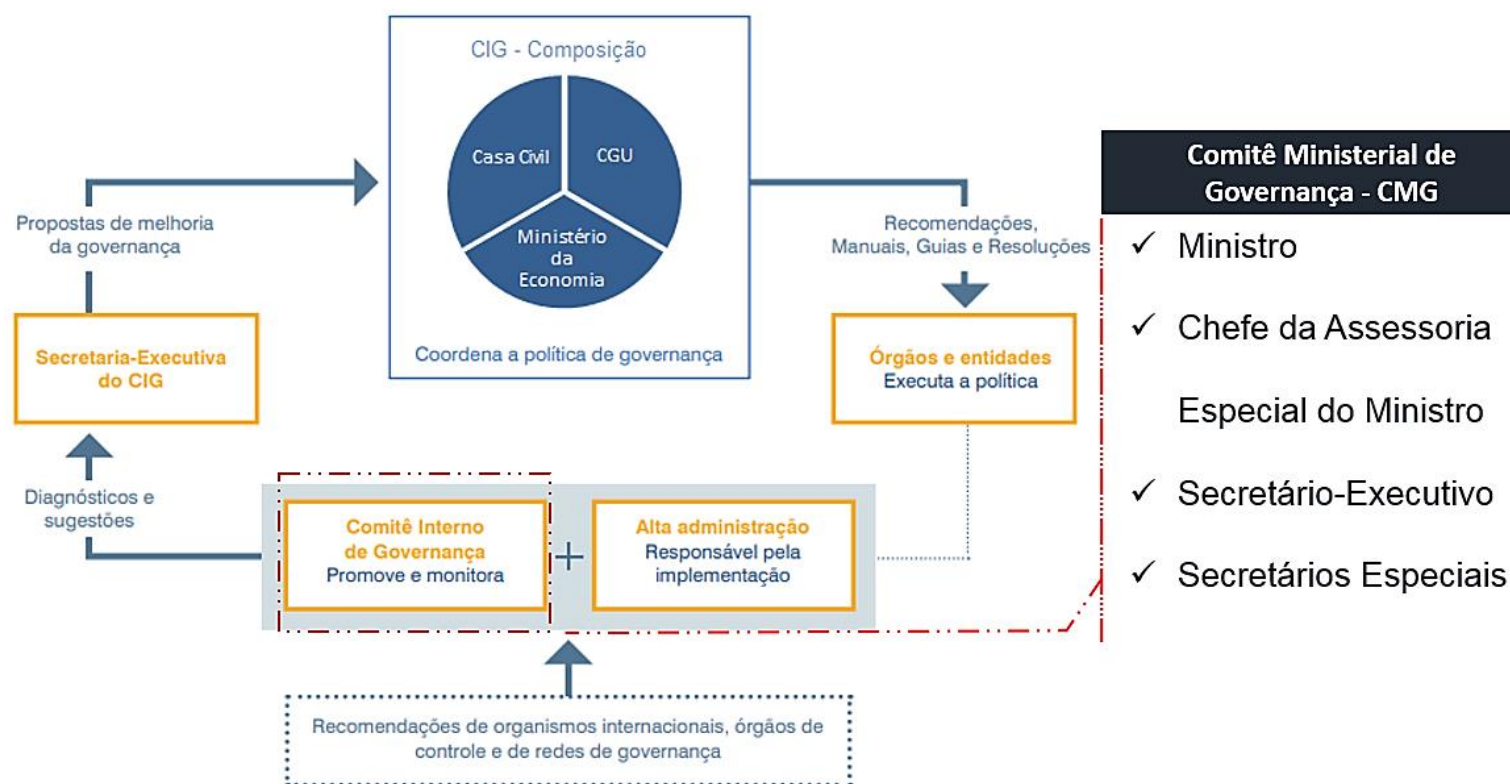 CIG - Composição
Casa Civil
CGU
Ministério
da
Economia
Coordena a política de governança
Propostas de melhoria
da governança
Secretaria-Executiva
do CIG
Diagnósticos e
sugestões
Recomendações,
Manuais, Guias e Resoluções
Órgãos e entidades
Executa a política
Comitê Interno
de Governança
Promove e monitora
+
Alta administração
Responsável pela
implementação
Recomendações de organismos internacionais, órgãos de
controle e de redes de governança
Comitê Ministerial de
Governança - CMG
✓ Ministro
✓ Chefe da Assessoria
Especial do Ministro
✓ Secretário-Executivo
✓ Secretários Especiais